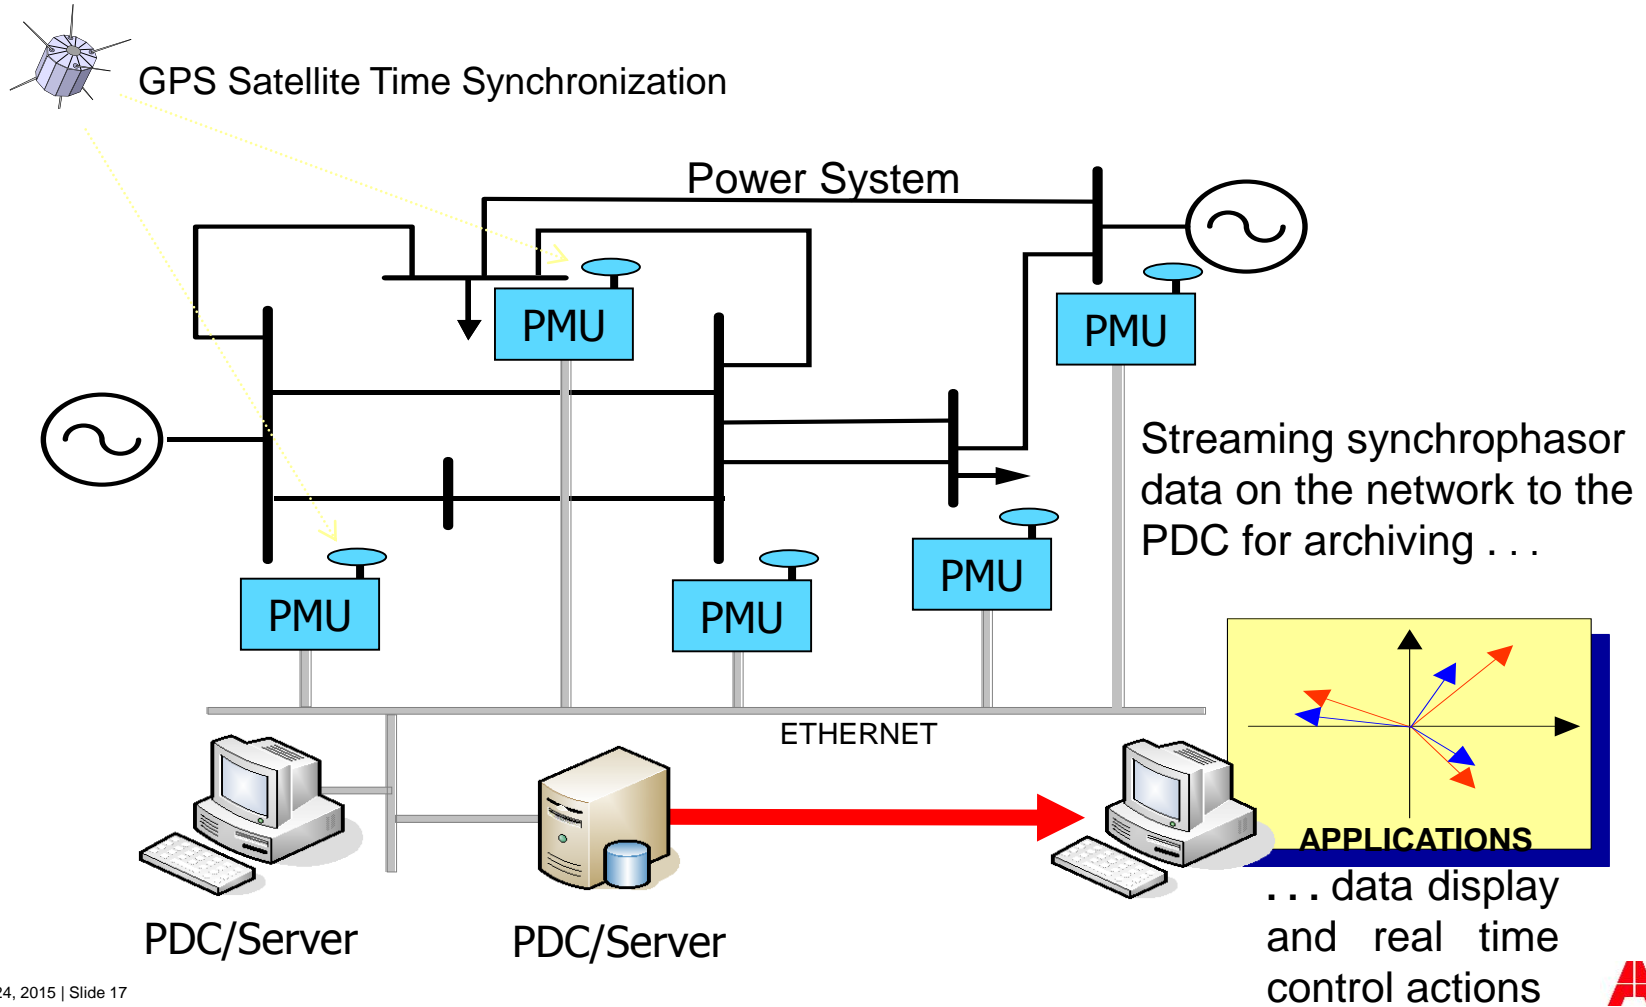 GPS Satellite Time Synchronization
Power System
PMU
PMU
Streaming synchrophasor
data on the network to the
PDC for archiving . . .
PMU
PMU
PMU
ETHERNET
APPLICATIONS
. . . data display
and real time
control actions
PDC/Server
PDC/Server
24, 2015 | Slide 17